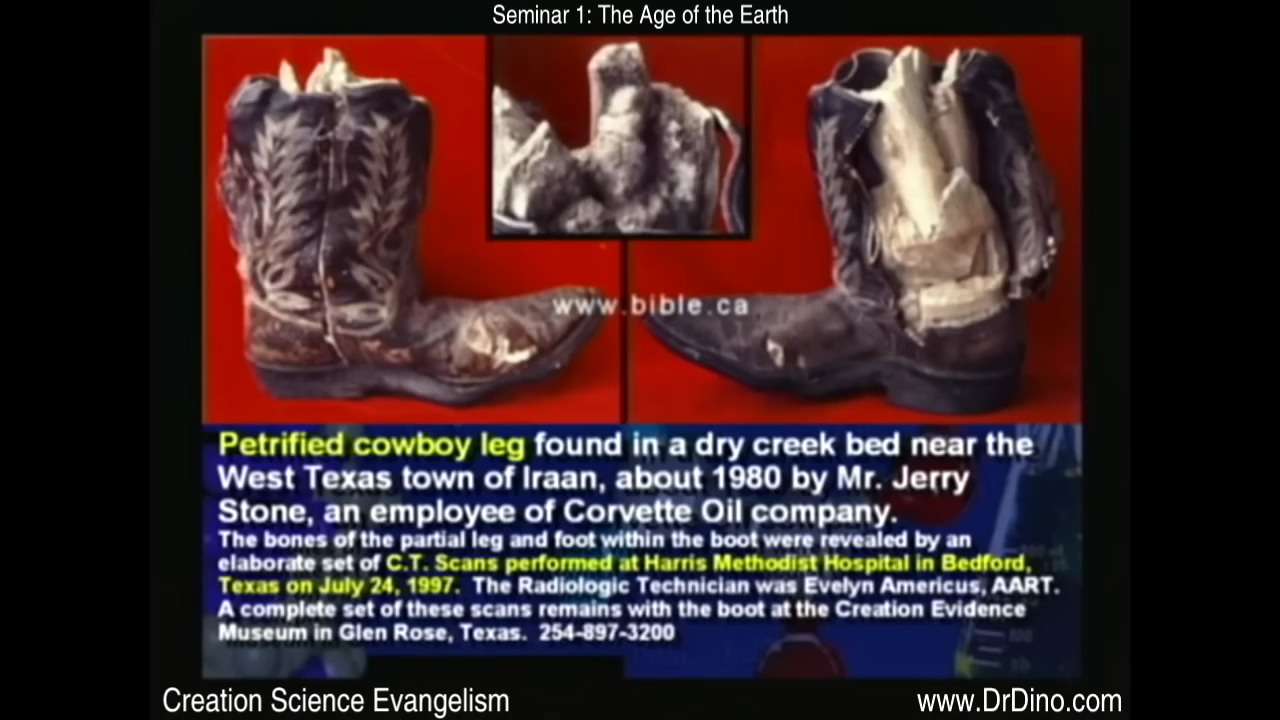 Seminar 1: The Age of the Earth
www.bible.ca
Petrified cowboy leg found in a dry creek bed near the
West Texas town of Iraan, about 1980 by Mr. Jerry
Stone, an employee of Corvette Oil company.
The bones of the partial leg and foot within the boot were revealed by an
elaborate set of C.T. Scans performed at Harris Methodist Hospital in Bedford,
Texas on July 24, 1997. The Radiologic Technician was Evelyn Americus, AART.
A complete set of these scans remains with the boot at the Creation Evidence
Museum in Glen Rose, Texas. 254-897-3200
Creation Science Evangelism
www.DrDino.com